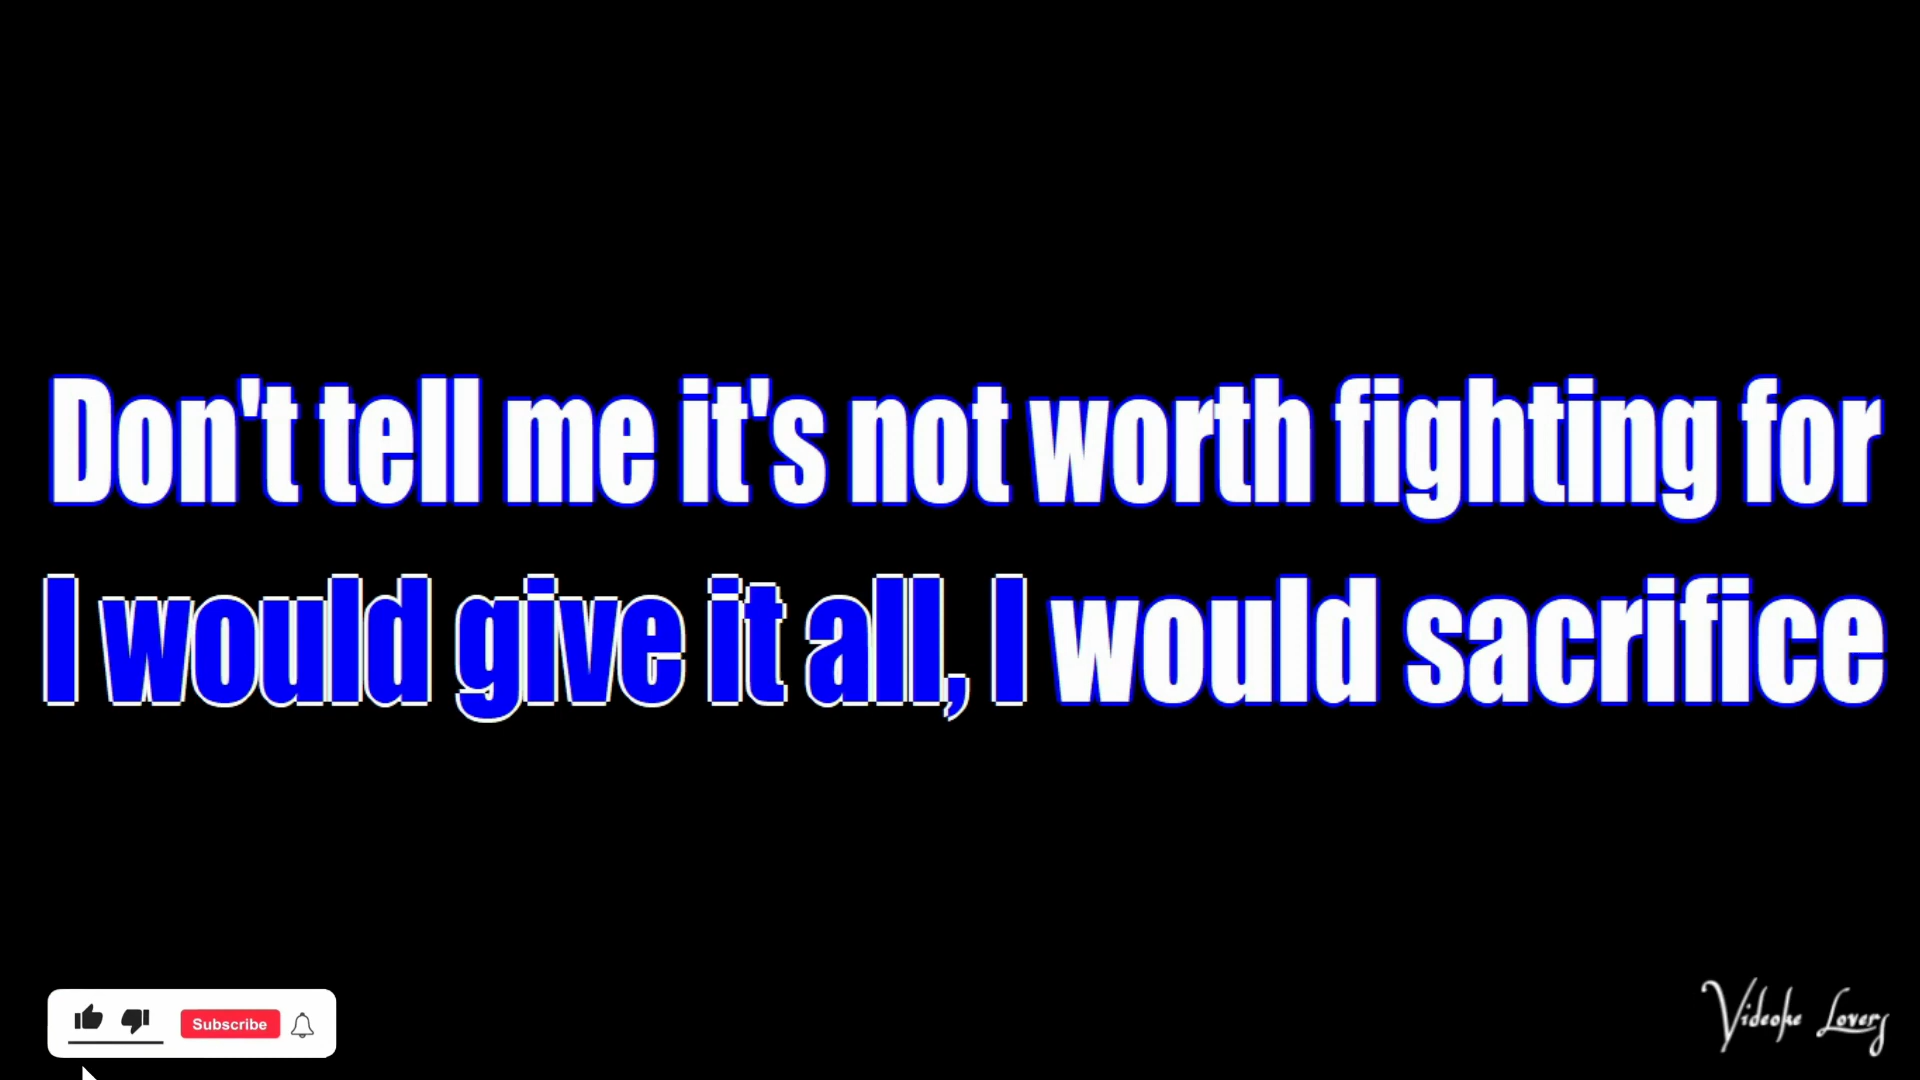 Don't tell me it's not worth fighting for
I would give it all, I would sacrifice
Subscribe
Videoke Lovers